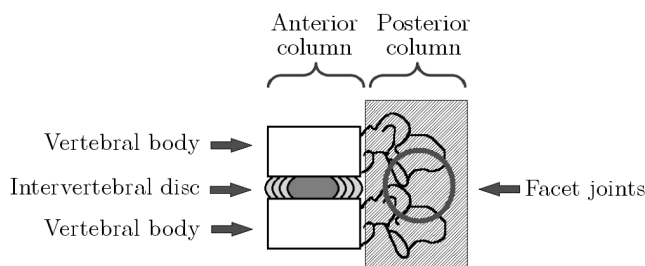 Anterior
column
Posterior
column
Vertebral body
Intervertebral disc
Vertebral body
Facet joints